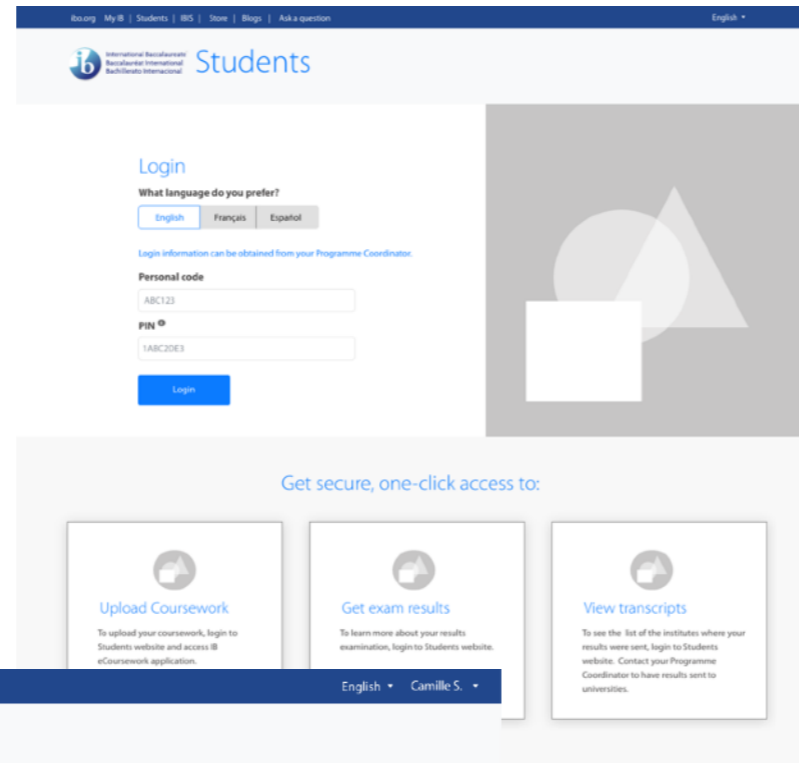 ibo.org My IB | Students | IBIS | Store | Blogs | Ask a question English
International Baccalaureate
Baccalauréat International
Bachillerato Internacional
Students
Login
What language do you prefer?
English Français Español
Login information can be obtained from your Programme Coordinator.
Personal code
ABC123
PIN
1ABC2DE3
Login
Get secure, one-click access to:
Upload Coursework
To upload your coursework, login to
Students website and access IB
eCoursework application.
Get exam results
To learn more about your results
examination, login to Students website.
View transcripts
To see the list of the institutes where your
results were sent, login to Students
website. Contact your Programme
Coordinator to have results sent to
universities.
English Camille S.